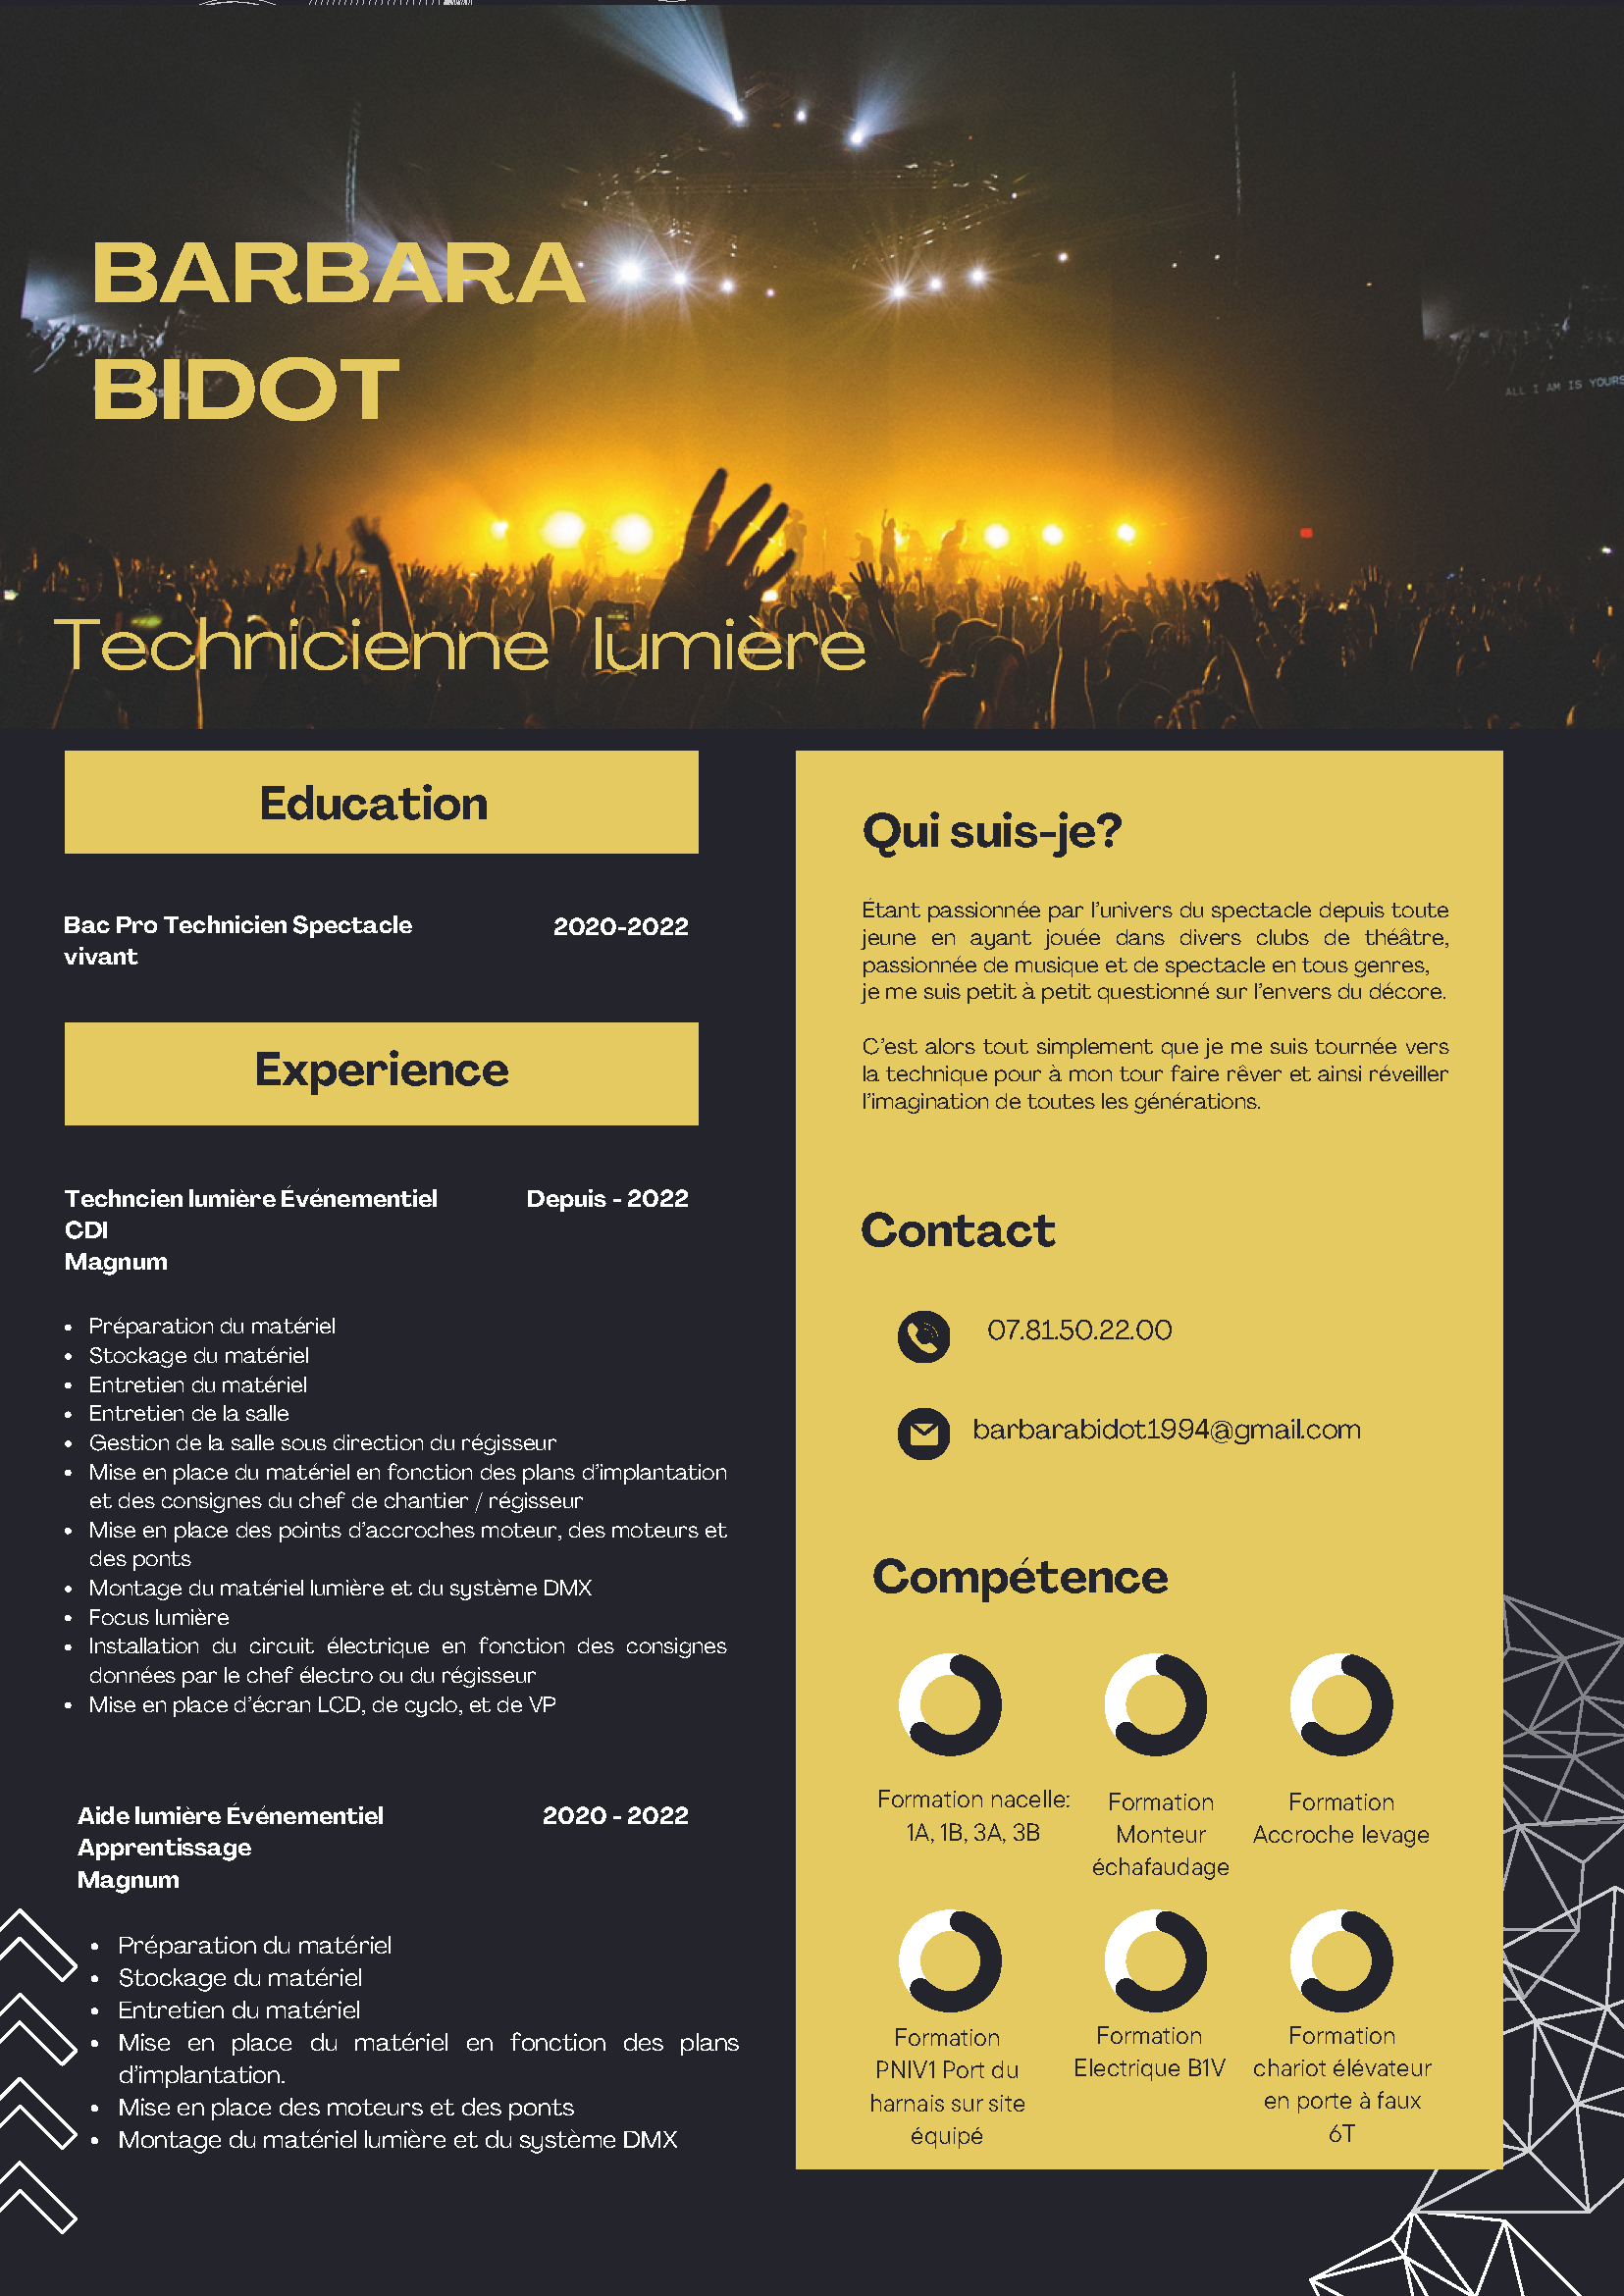 BARBARA
BIDOT
ALL I AM IS YOURS
Technicienne lumière
Education
Bac Pro Technicien Spectacle
vivant
2020-2022
Experience
Techncien lumière Événementiel
CDI
Magnum
Depuis - 2022
• Préparation du matériel
• Stockage du matériel
• Entretien du matériel
• Entretien de la salle
• Gestion de la salle sous direction du régisseur
• Mise en place du matériel en fonction des plans d'implantation
et des consignes du chef de chantier / régisseur
• Mise en place des points d'accroches moteur, des moteurs et
des ponts
• Montage du matériel lumière et du système DMX
• Focus lumière
• Installation du circuit électrique en fonction des consignes
données par le chef électro ou du régisseur
• Mise en place d'écran LCD, de cyclo, et de VP
Aide lumière Événementiel
Apprentissage
Magnum
2020 - 2022
• Préparation du matériel
• Stockage du matériel
• Entretien du matériel
• Mise en place du matériel en fonction des plans
d'implantation.
• Mise en place des moteurs et des ponts
• Montage du matériel lumière et du système DMX
Qui suis-je?
Étant passionnée par l'univers du spectacle depuis toute
jeune en ayant jouée dans divers clubs de théâtre,
passionnée de musique et de spectacle en tous genres,
je me suis petit à petit questionné sur l'envers du décore.
C'est alors tout simplement que je me suis tournée vers
la technique pour à mon tour faire rêver et ainsi réveiller
l'imagination de toutes les générations.
Contact
07.81.50.22.00
barbarabidot1994@gmail.com
Compétence
Formation nacelle:
1A, 1B, 3A, 3B
Formation
Monteur
échafaudage
Formation
Accroche levage
Formation
PNIV1 Port du
harnais sur site
équipé
Formation
Electrique B1V
Formation
chariot élévateur
en porte à faux
6T